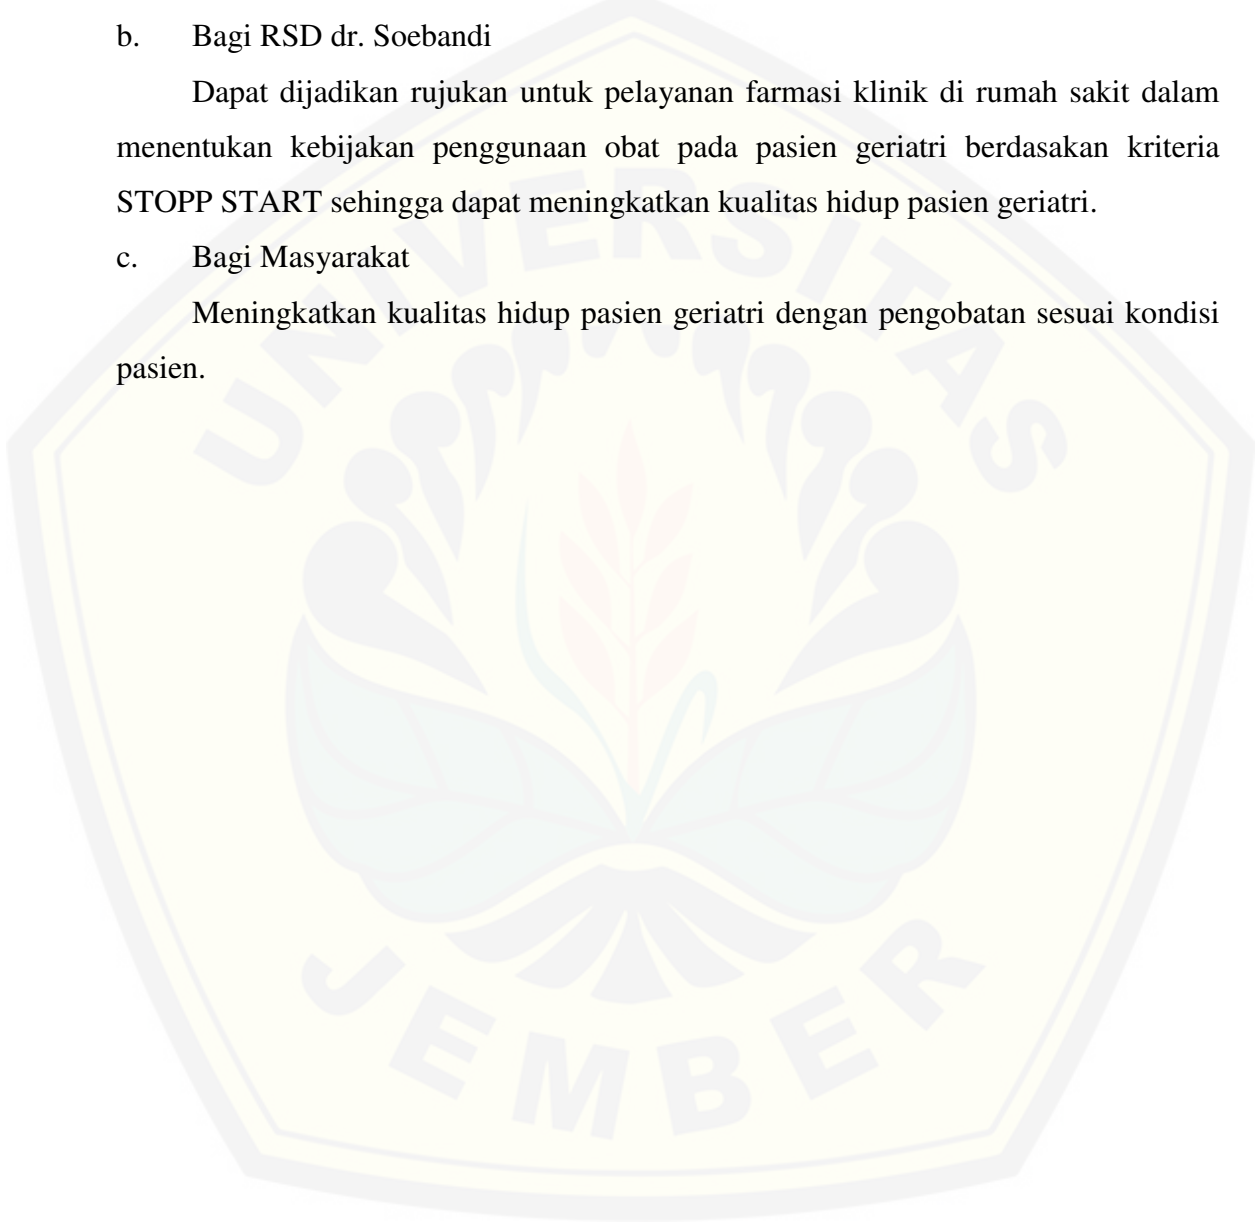 b. Bagi RSD dr. Soebandi
Dapat dijadikan rujukan untuk pelayanan farmasi klinik di rumah sakit dalam
menentukan kebijakan penggunaan obat pada pasien geriatri berdasakan kriteria
STOPP START sehingga dapat meningkatkan kualitas hidup pasien geriatri.
c. Bagi Masyarakat
Meningkatkan kualitas hidup pasien geriatri dengan pengobatan sesuai kondisi
pasien.
UNIVERSITAS
JEMBER